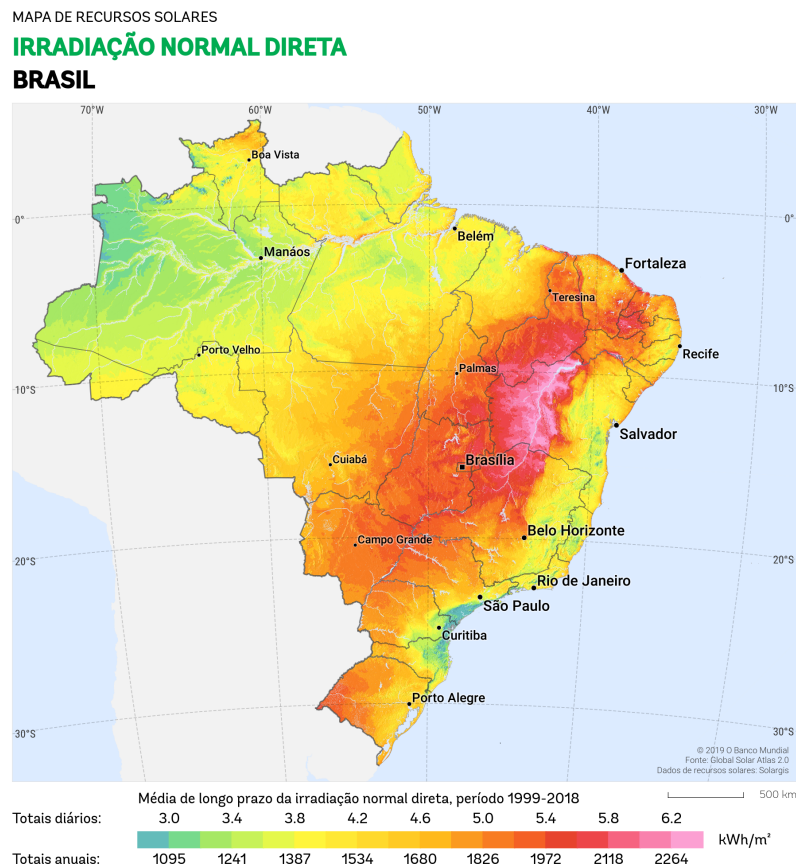 MAPA DE RECURSOS SOLARES
IRRADIAÇÃO NORMAL DIRETA
BRASIL
70°W 60°W 50°W 40°W 30°W
Boa Vista
0° 0°
Belém
Manáos
Fortaleza
Teresina
Porto Velho
Recife
Palmas
10°S 10°S
Salvador
Cuiabá
Brasília
Belo Horizonte
Campo Grande
20°S 20°S
Rio de Janeiro
São Paulo
Curitiba
Porto Alegre
30°S 30°S
© 2019 O Banco Mundial
Fonte: Global Solar Atlas 2.0
Dados de recursos solares: Solargis
Média de longo prazo da irradiação normal direta, período 1999-2018
500 km
Totais diários: 3.0 3.4 3.8 4.2 4.6 5.0 5.4 5.8 6.2
kWh/m²
Totais anuais: 1095 1241 1387 1534 1680 1826 1972 2118 2264